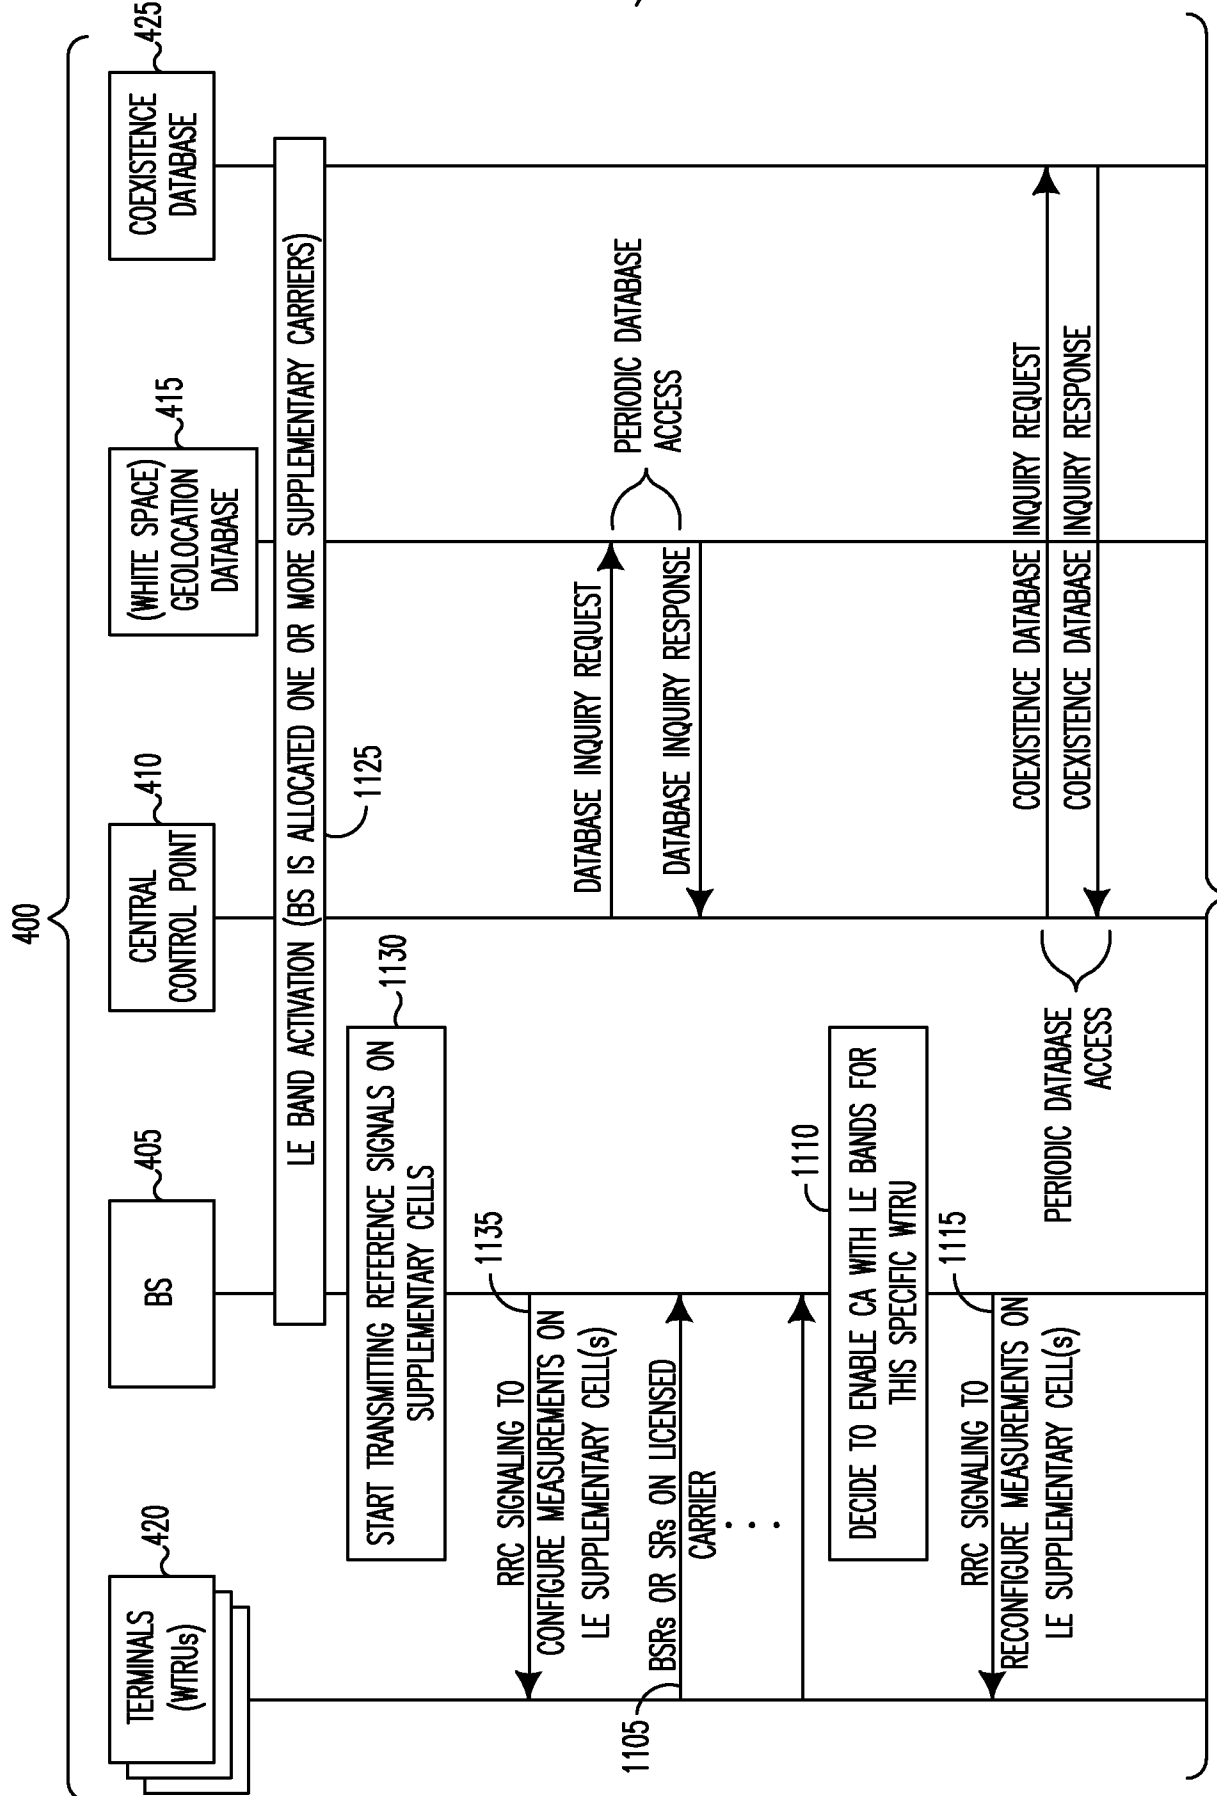 400
TERMINALS
(WTRUs)
420
BS
405
CENTRAL
CONTROL POINT
410
(WHITE SPACE)
GEOLOCATION
DATABASE
415
COEXISTENCE
DATABASE
425
LE BAND ACTIVATION (BS IS ALLOCATED ONE OR MORE SUPPLEMENTARY CARRIERS)
1125
START TRANSMITTING REFERENCE SIGNALS ON
SUPPLEMENTARY CELLS
1130
RRC SIGNALING TO
CONFIGURE MEASUREMENTS ON
LE SUPPLEMENTARY CELL(s)
1135
DATABASE INQUIRY REQUEST
PERIODIC DATABASE
ACCESS
DATABASE INQUIRY RESPONSE
1105
BSRs OR SRs ON LICENSED
CARRIER
. . .
1110
DECIDE TO ENABLE CA WITH LE BANDS FOR
THIS SPECIFIC WTRU
RRC SIGNALING TO
RECONFIGURE MEASUREMENTS ON
LE SUPPLEMENTARY CELL(s)
1115
COEXISTENCE DATABASE INQUIRY REQUEST
COEXISTENCE DATABASE INQUIRY RESPONSE
PERIODIC DATABASE
ACCESS